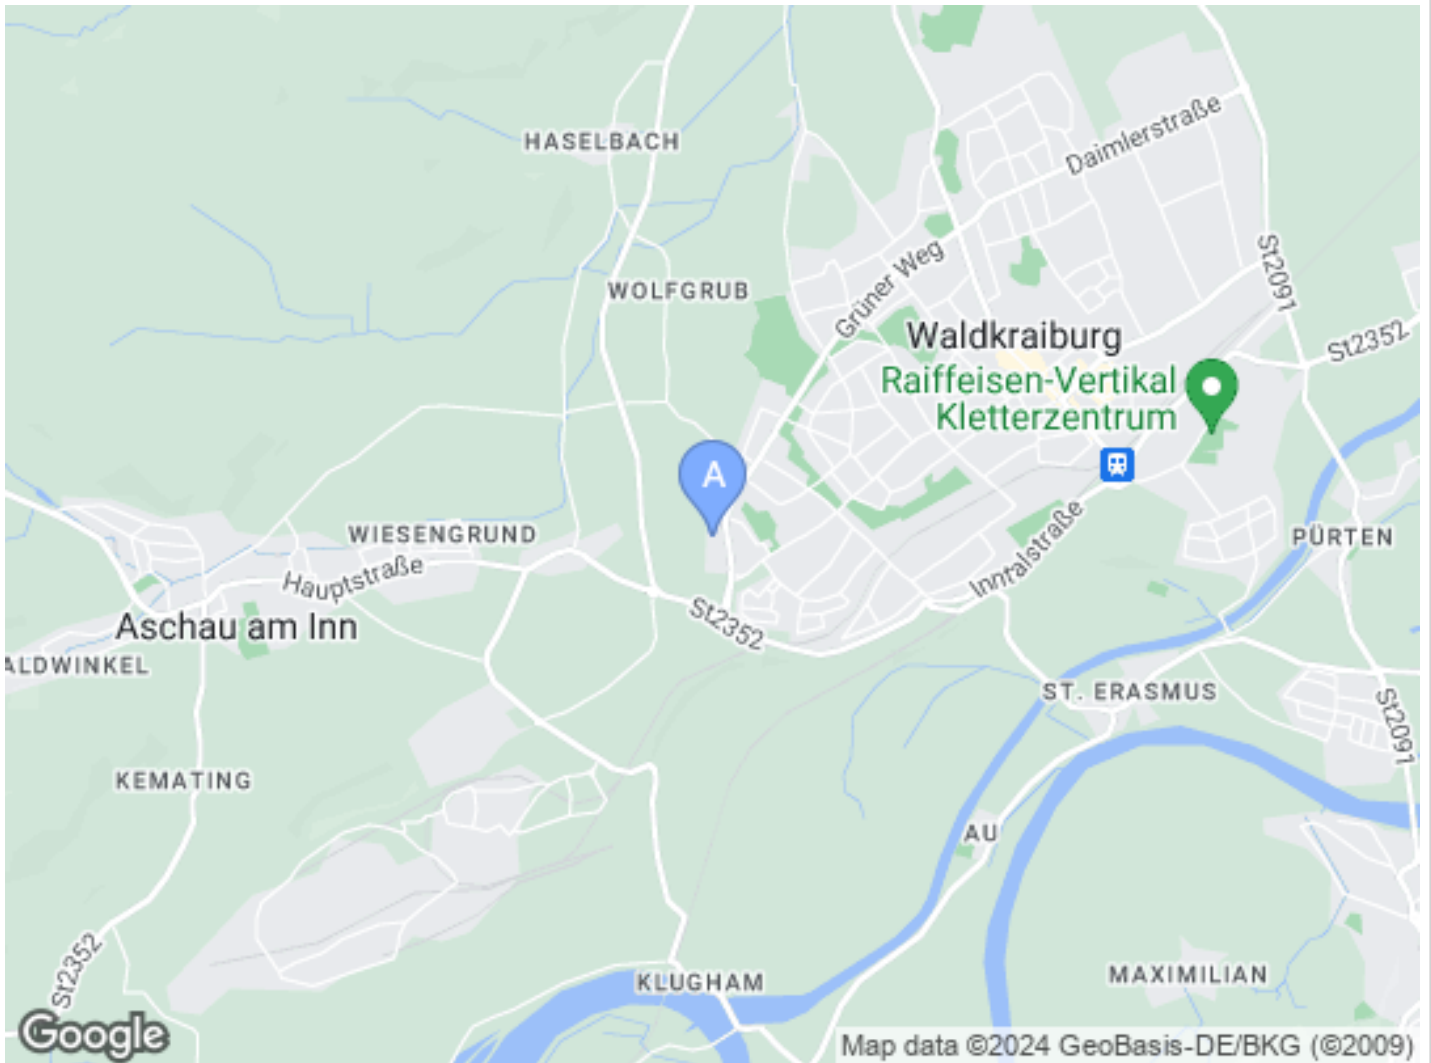 Daimlerstraße
HASELBACH
Grüner Weg
St2091
WOLFGRUB
Waldkraiburg
St2352
Raiffeisen-Vertikal
Kletterzentrum
A
WIESENGRUND
PÜRTEN
Hauptstraße
Inntalstraße
St2352
Aschau am Inn
ALDWINKEL
ST. ERASMUS
St2091
KEMATING
AU
St2352
KLUGHAM
MAXIMILIAN
Google
Map data ©2024 GeoBasis-DE/BKG (©2009)